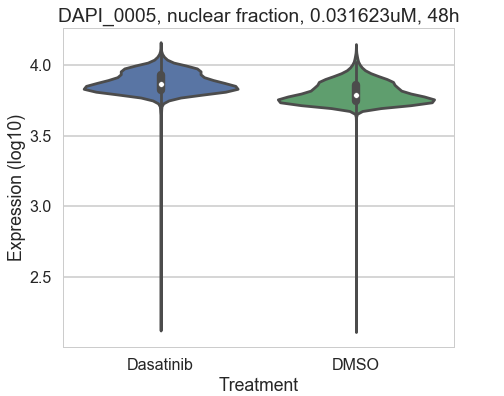 DAPI_0005, nuclear fraction, 0.031623uM, 48h
4.0
3.5
3.0
2.5
Expression (log10)
Dasatinib
DMSO
Treatment